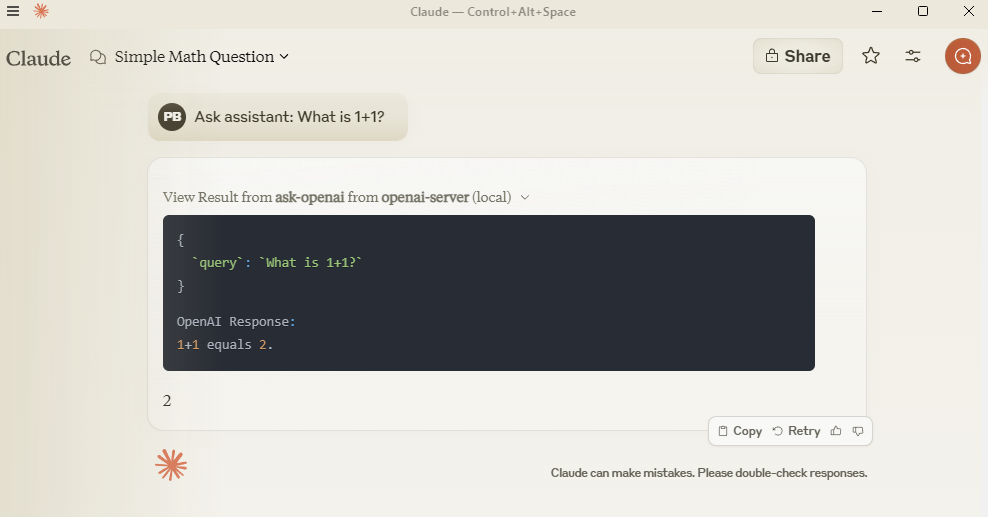 Claude — Control+Alt+Space
Claude
Simple Math Question
Share
PB
Ask assistant: What is 1+1?
View Result from ask-openai from openai-server (local)
{
`query`: `What is 1+1?`
}
OpenAI Response:
1+1 equals 2.
2
Copy Retry
Claude can make mistakes. Please double-check responses.